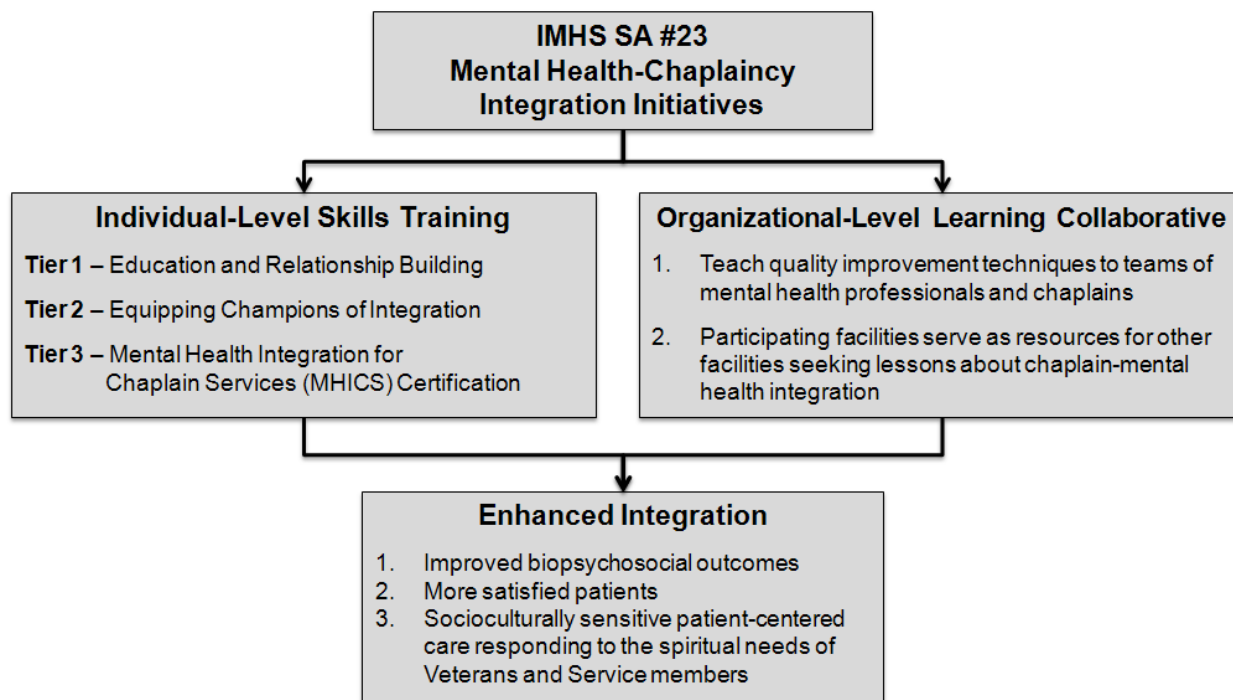 IMHS SA #23
Mental Health-Chaplaincy
Integration Initiatives
Individual-Level Skills Training
Tier 1 – Education and Relationship Building
Tier 2 – Equipping Champions of Integration
Tier 3 – Mental Health Integration for
Chaplain Services (MHICS) Certification
Organizational-Level Learning Collaborative
1. Teach quality improvement techniques to teams of
mental health professionals and chaplains
2. Participating facilities serve as resources for other
facilities seeking lessons about chaplain-mental
health integration
Enhanced Integration
1. Improved biopsychosocial outcomes
2. More satisfied patients
3. Socioculturally sensitive patient-centered
care responding to the spiritual needs of
Veterans and Service members